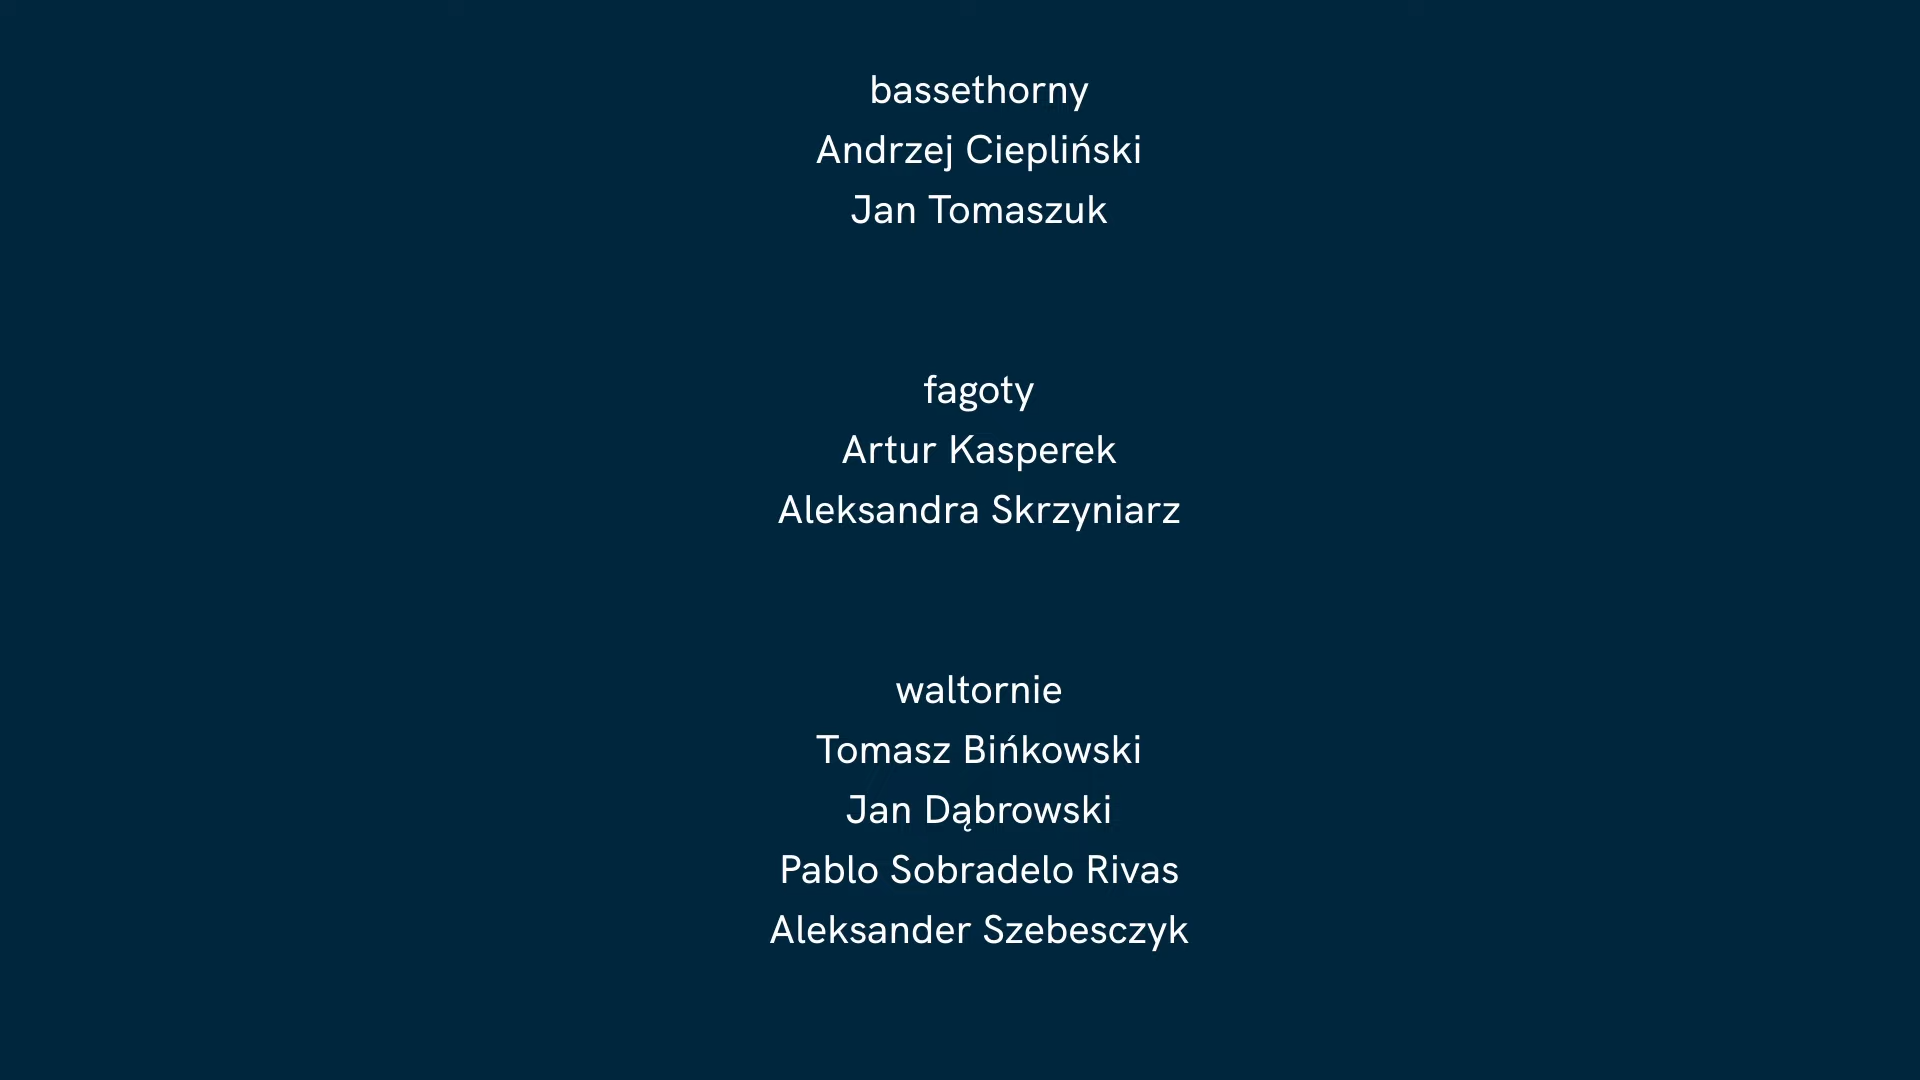 bassethorny
Andrzej Ciepliński
Jan Tomaszuk
fagoty
Artur Kasperek
Aleksandra Skrzyniarz
waltornie
Tomasz Bińkowski
Jan Dąbrowski
Pablo Sobradelo Rivas
Aleksander Szebesczyk